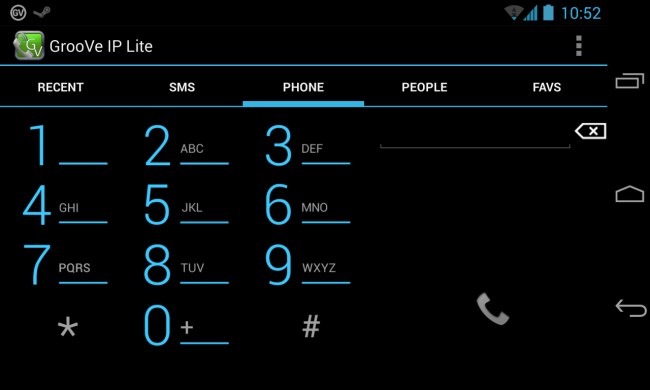 GV 10:52
GV GrooVe IP Lite
RECENT SMS PHONE PEOPLE FAVS
1 2 ABC 3 DEF
4 GHI 5 JKL 6 MNO
7 PQRS 8 TUV 9 WXYZ
* 0 + #